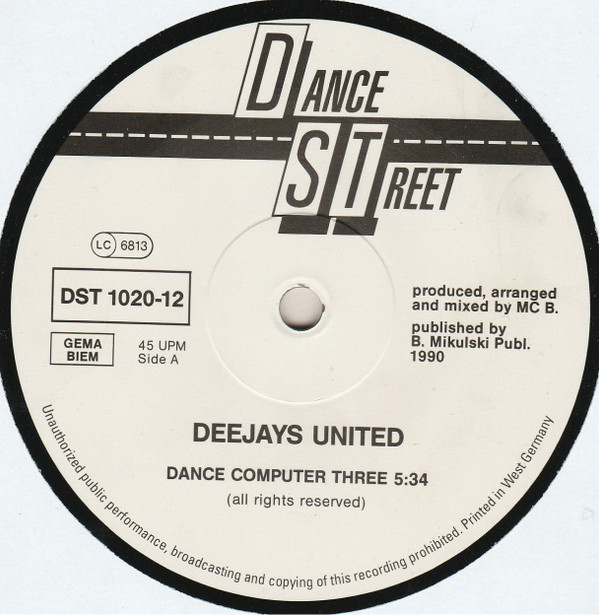 DANCE
STREET
LC 6813
DST 1020-12
GEMA
BIEM
45 UPM
Side A
produced, arranged
and mixed by MC B.
published by
B. Mikulski Publ.
1990
DEEJAYS UNITED
DANCE COMPUTER THREE 5:34
(all rights reserved)
Unauthorized public performance, broadcasting and copying of this recording prohibited. Printed in West Germany